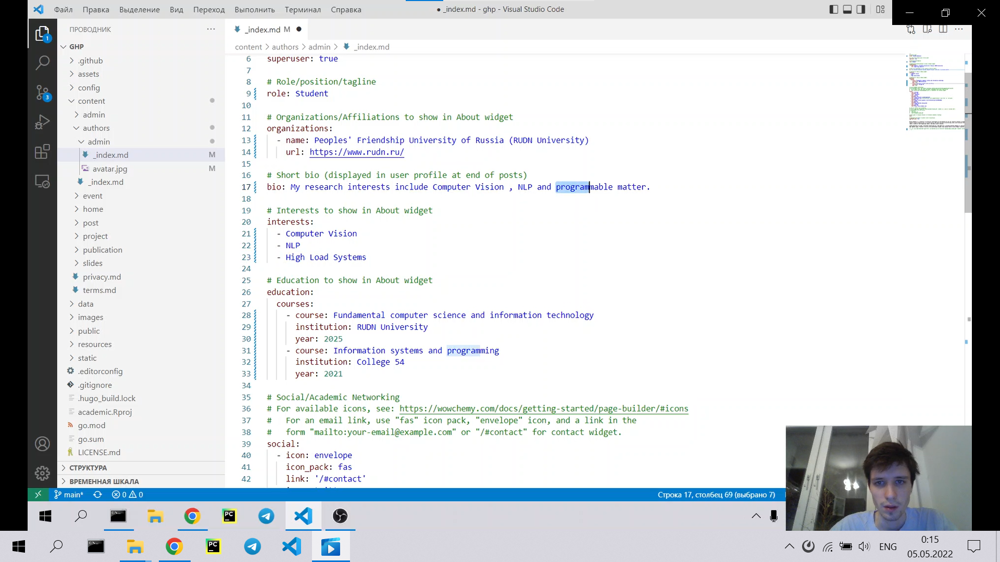 Файл Правка Выделение Вид Переход Выполнить Терминал Справка
● _index.md - ghp - Visual Studio Code
ПРОВОДНИК
_index.md M
content > authors > admin > _index.md
GHP
.github
assets
config
content
admin
authors
admin
_index.md M
avatar.jpg M
_index.md
event
home
post
project
publication
slides
privacy.md
terms.md
data
images
public
resources
static
.editorconfig
.gitignore
.hugo_build.lock
academic.Rproj
go.mod
go.sum
LICENSE.md
СТРУКТУРА
ВРЕМЕННАЯ ШКАЛА
1
3
6 superuser: true
7
8 # Role/position/tagline
9 role: Student
10
11 # Organizations/Affiliations to show in About widget
12 organizations:
13 - name: Peoples' Friendship University of Russia (RUDN University)
14 url: https://www.rudn.ru/
15
16 # Short bio (displayed in user profile at end of posts)
17 bio: My research interests include Computer Vision , NLP and programmable matter.
18
19 # Interests to show in About widget
20 interests:
21 - Computer Vision
22 - NLP
23 - High Load Systems
24
25 # Education to show in About widget
26 education:
27 courses:
28 - course: Fundamental computer science and information technology
29 institution: RUDN University
30 year: 2025
31 - course: Information systems and programming
32 institution: College 54
33 year: 2021
34
35 # Social/Academic Networking
36 # For available icons, see: https://wowchemy.com/docs/getting-started/page-builder/#icons
37 # For an email link, use "fas" icon pack, "envelope" icon, and a link in the
38 # form "mailto:your-email@example.com" or "/#contact" for contact widget.
39 social:
40 - icon: envelope
41 icon_pack: fas
42 link: '/#contact'
main* 0 0
Строка 17, столбец 69 (выбрано 7)
PC
PC
ENG
0:15
05.05.2022